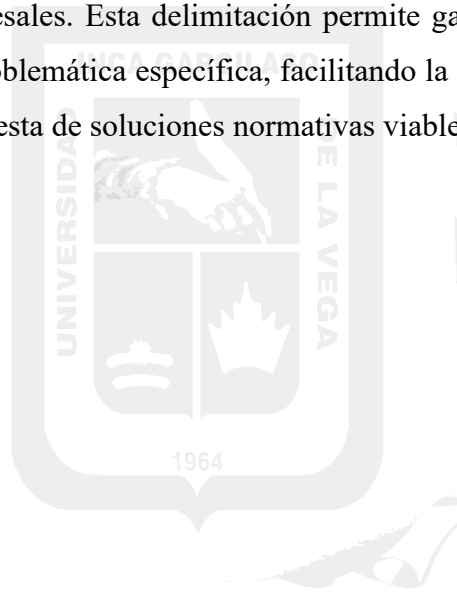 esales. Esta delimitación permite ga
oblemática específica, facilitando la
esta de soluciones normativas viable
INCA GARCILASO
UNIVERSIDA
DE LA VEGA
1964